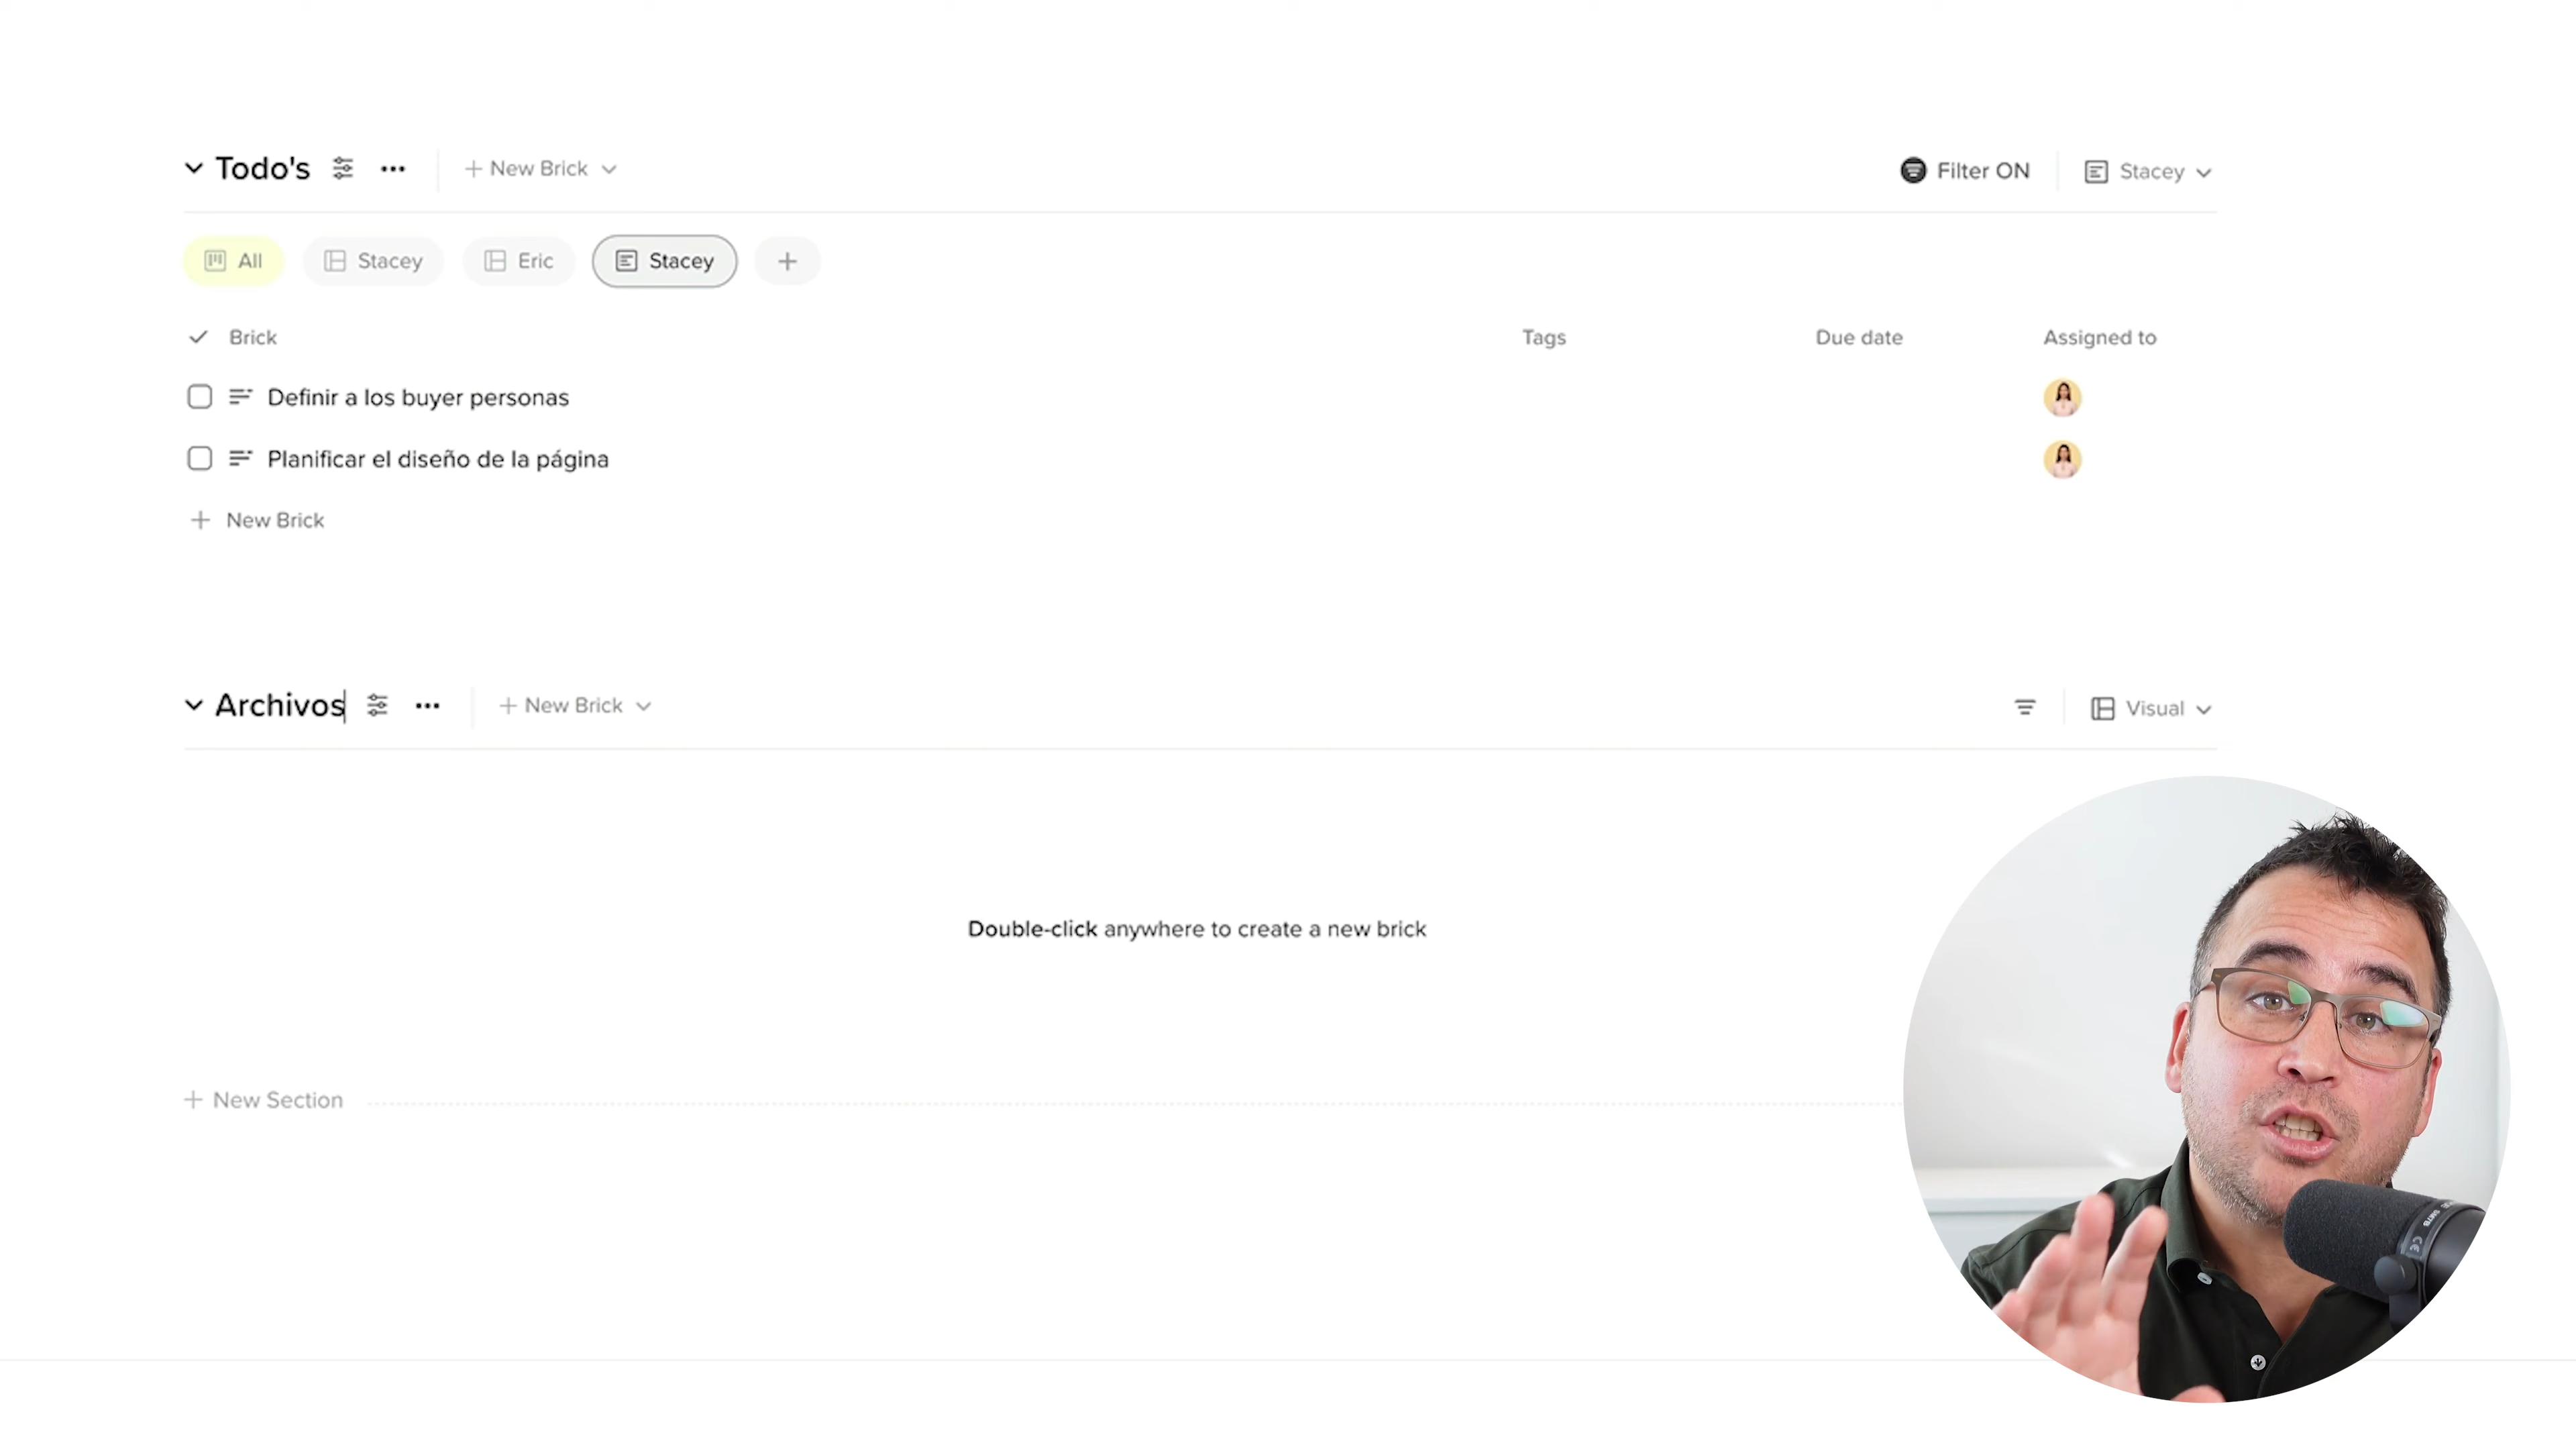 Todo's
New Brick
Filter ON
Stacey
All
Stacey
Eric
Stacey
Brick
Tags
Due date
Assigned to
Definir a los buyer personas
Planificar el diseño de la página
New Brick
Archivos
New Brick
Visual
Double-click anywhere to create a new brick
New Section